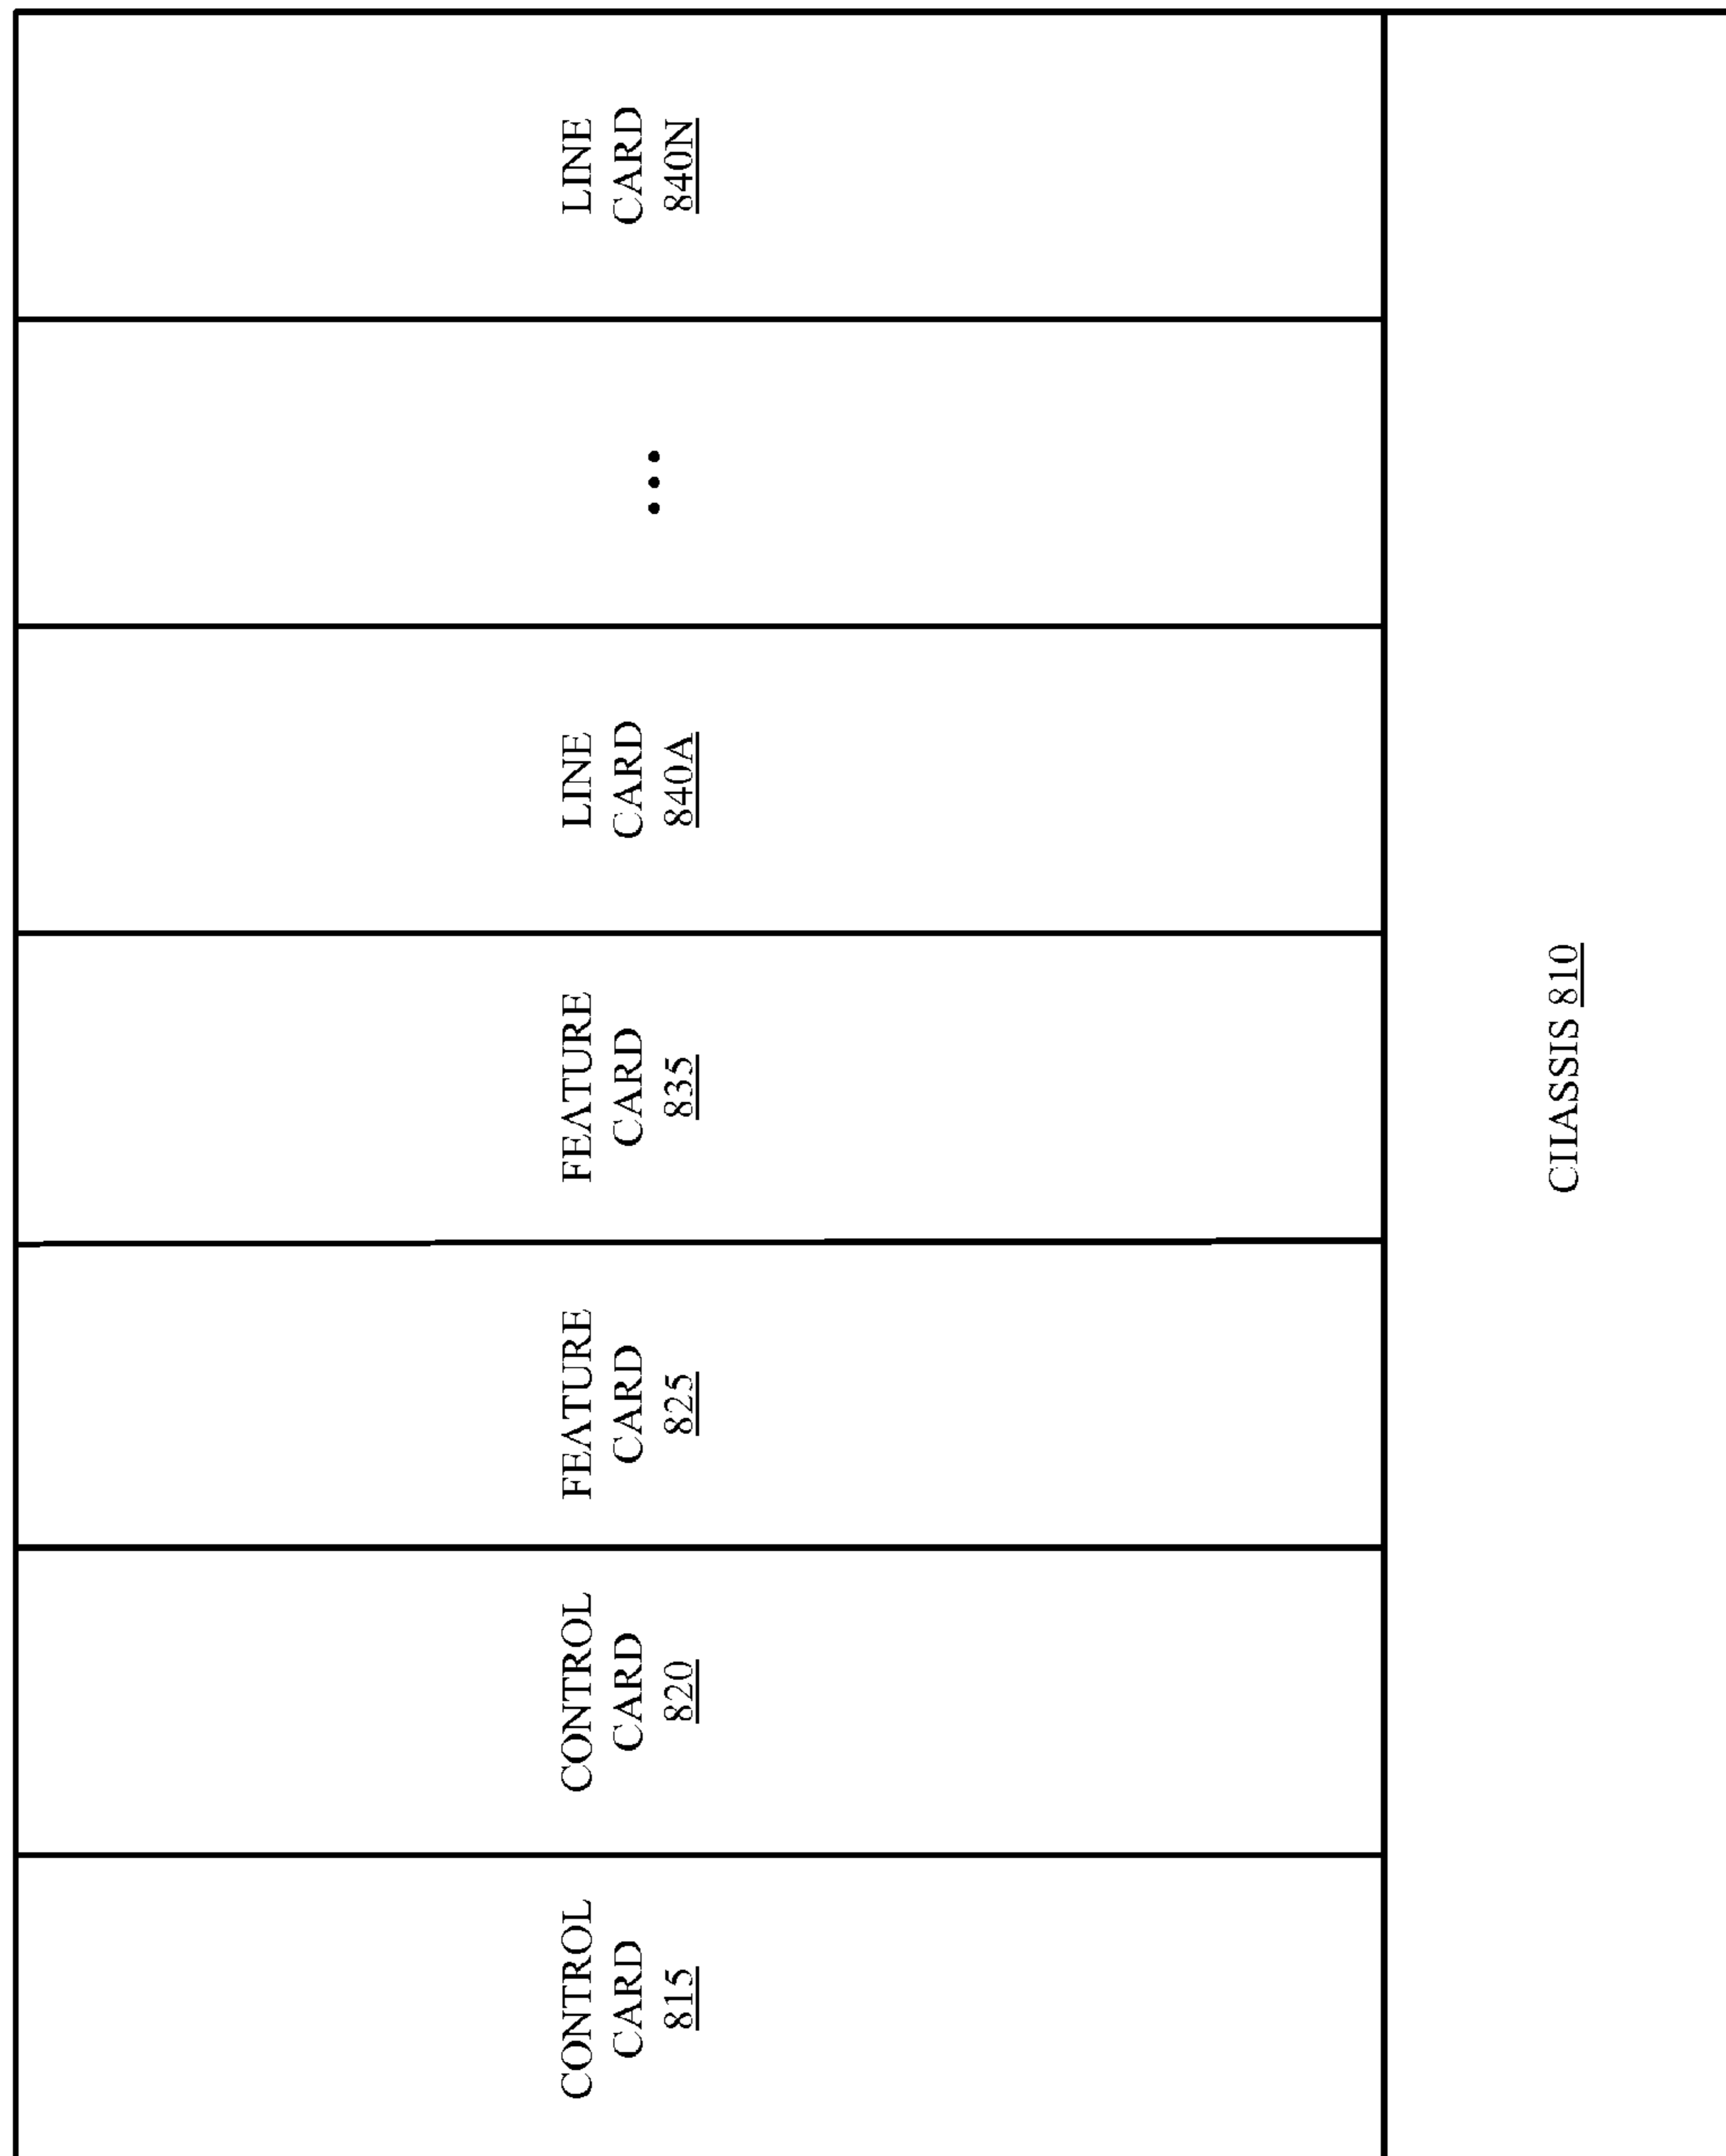 CONTROL
CARD
815
CONTROL
CARD
820
FEATURE
CARD
825
FEATURE
CARD
835
LINE
CARD
840A
...
LINE
CARD
840N
CHASSIS 810